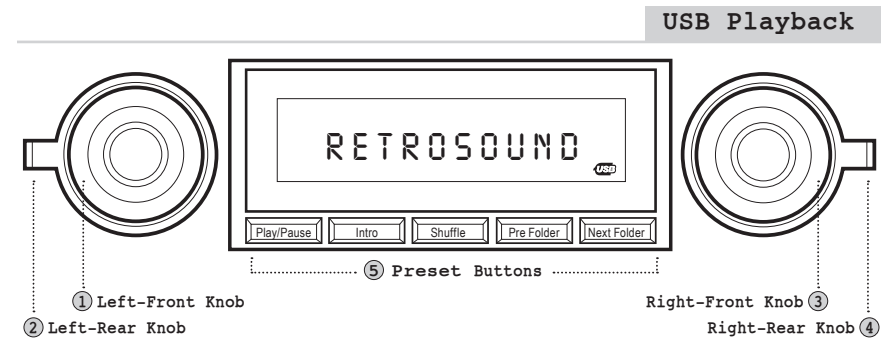 USB Playback
RETROSOUND
USB
Play/Pause Intro Shuffle Pre Folder Next Folder
5 Preset Buttons
1 Left-Front Knob Right-Front Knob 3
2 Left-Rear Knob Right-Rear Knob 4